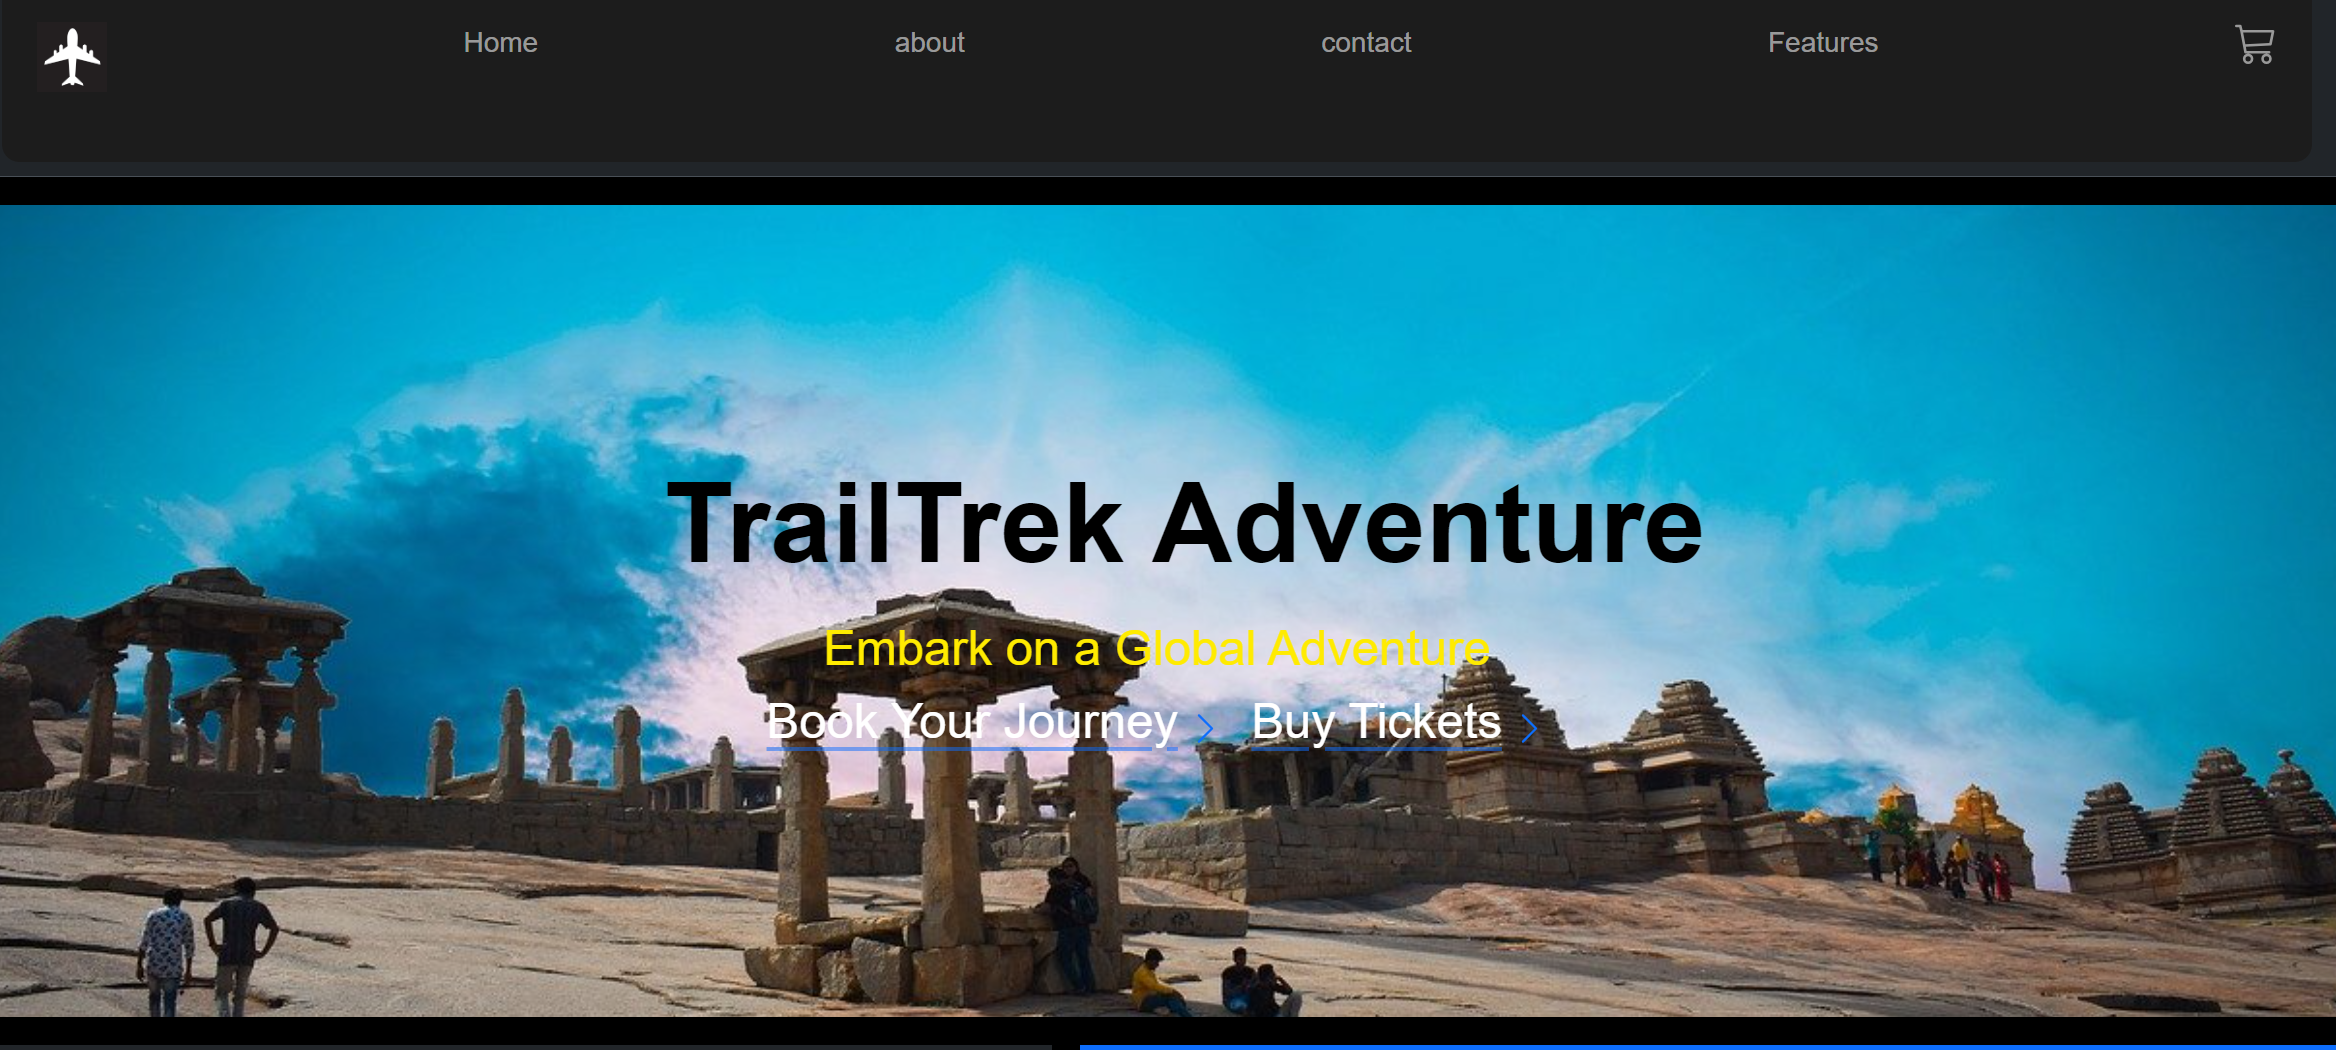 Home about contact Features
TrailTrek Adventure
Embark on a Global Adventure
Book Your Journey Buy Tickets